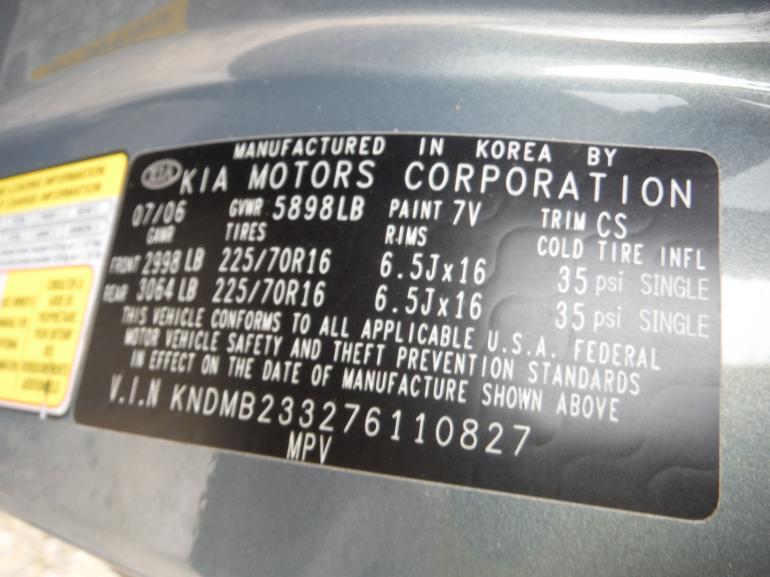 MANUFACTURED IN KOREA BY
KIA KIA MOTORS CORPORATION
07/06 GVWR 5898LB PAINT 7V TRIM CS
GAWR TIRES RIMS COLD TIRE INFL
FRONT 2998 LB 225/70R16 6.5Jx16 35 psi SINGLE
REAR 3064 LB 225/70R16 6.5Jx16 35 psi SINGLE
THIS VEHICLE CONFORMS TO ALL APPLICABLE U.S.A. FEDERAL
MOTOR VEHICLE SAFETY AND THEFT PREVENTION STANDARDS
IN EFFECT ON THE DATE OF MANUFACTURE SHOWN ABOVE
V.I.N KNDMB233276110827
MPV